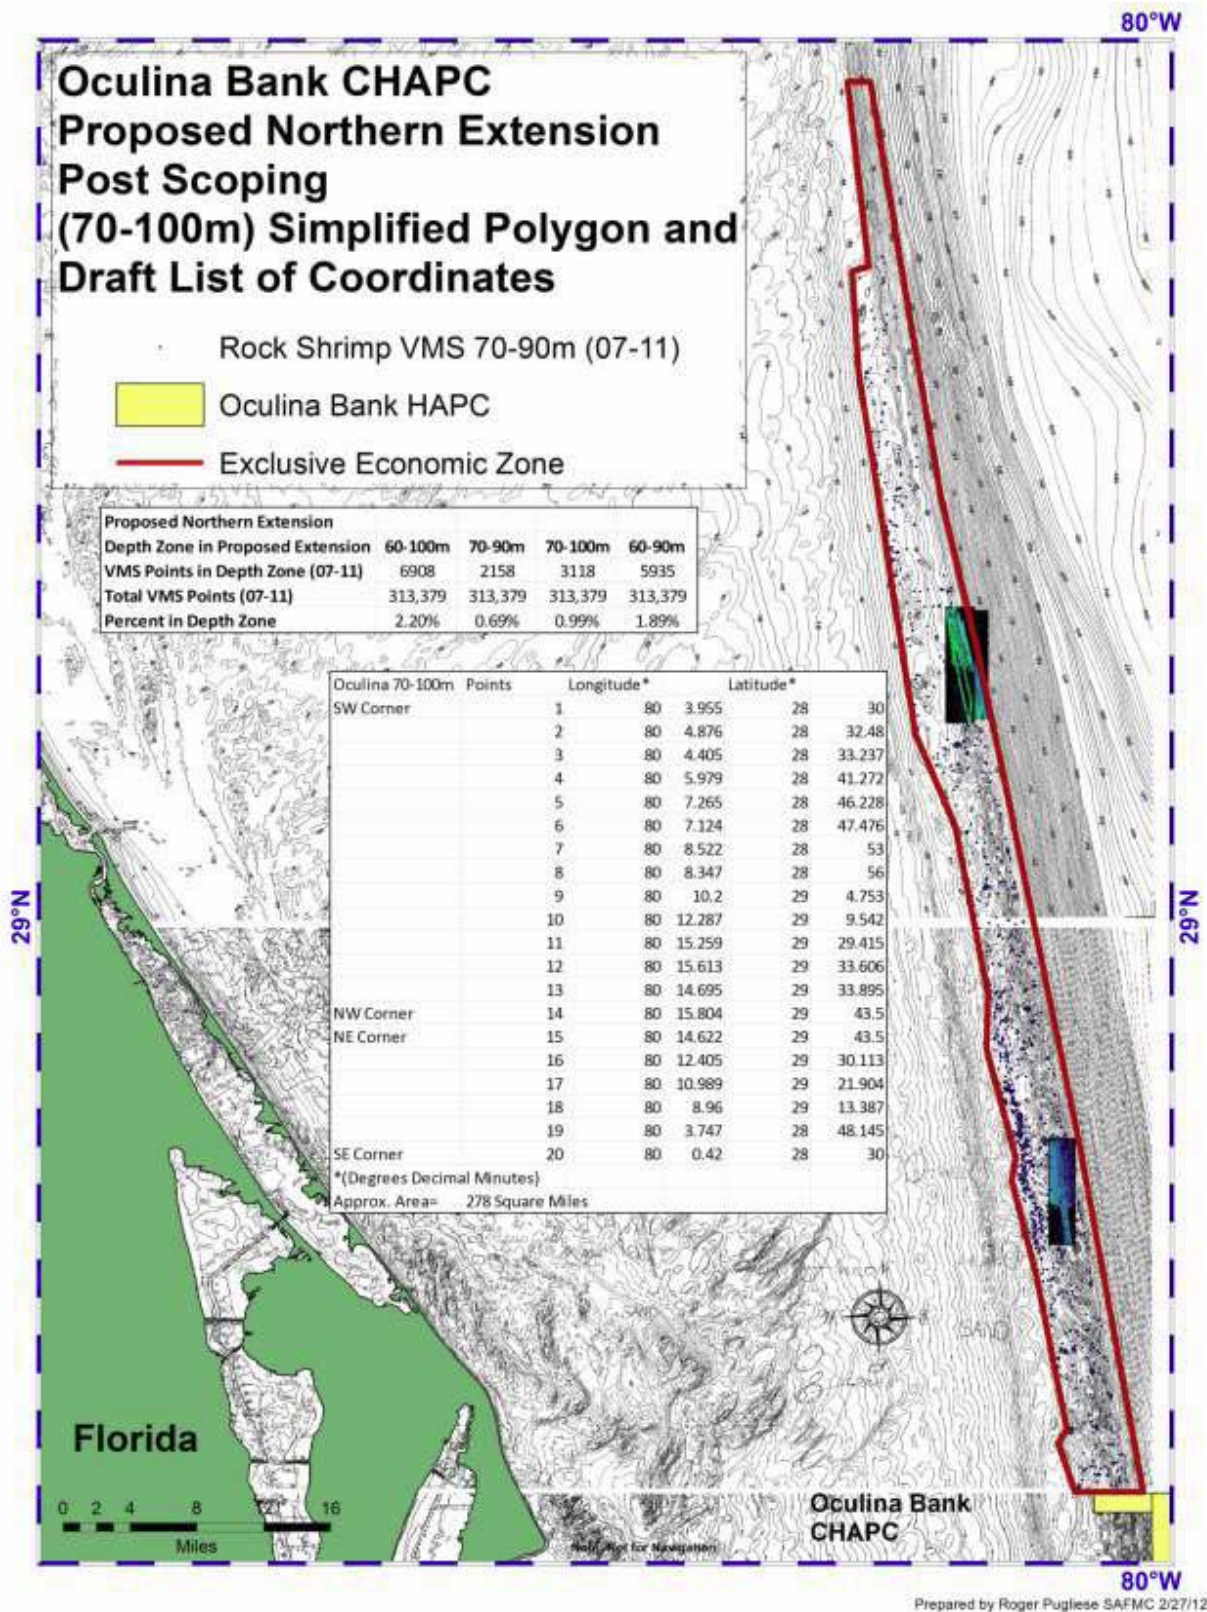 80°W
Oculina Bank CHAPC
Proposed Northern Extension
Post Scoping
(70-100m) Simplified Polygon and
Draft List of Coordinates
Rock Shrimp VMS 70-90m (07-11)
Oculina Bank HAPC
Exclusive Economic Zone
Proposed Northern Extension
Depth Zone in Proposed Extension 60-100m 70-90m 70-100m 60-90m
VMS Points in Depth Zone (07-11) 6908 2158 3118 5935
Total VMS Points (07-11) 313,379 313,379 313,379 313,379
Percent in Depth Zone 2.20% 0.69% 0.99% 1.89%
Oculina 70-100m Points Longitude* Latitude*
SW Corner 1 80 3.955 28 30
2 80 4.876 28 32.48
3 80 4.405 28 33.237
4 80 5.979 28 41.272
5 80 7.265 28 46.228
6 80 7.124 28 47.476
7 80 8.522 28 53
8 80 8.347 28 56
9 80 10.2 29 4.753
10 80 12.287 29 9.542
11 80 15.259 29 29.415
12 80 15.613 29 33.606
13 80 14.695 29 33.895
NW Corner 14 80 15.804 29 43.5
NE Corner 15 80 14.622 29 43.5
16 80 12.405 29 30.113
17 80 10.989 29 21.904
18 80 8.96 29 13.387
19 80 3.747 28 48.145
SE Corner 20 80 0.42 28 30
*(Degrees Decimal Minutes)
Approx. Area= 278 Square Miles
29°N
29°N
SAND
Florida
0 2 4 8 12 16
Miles
Oculina Bank
CHAPC
Note: Not for Navigation
80°W
Prepared by Roger Pugliese SAFMC 2/27/12